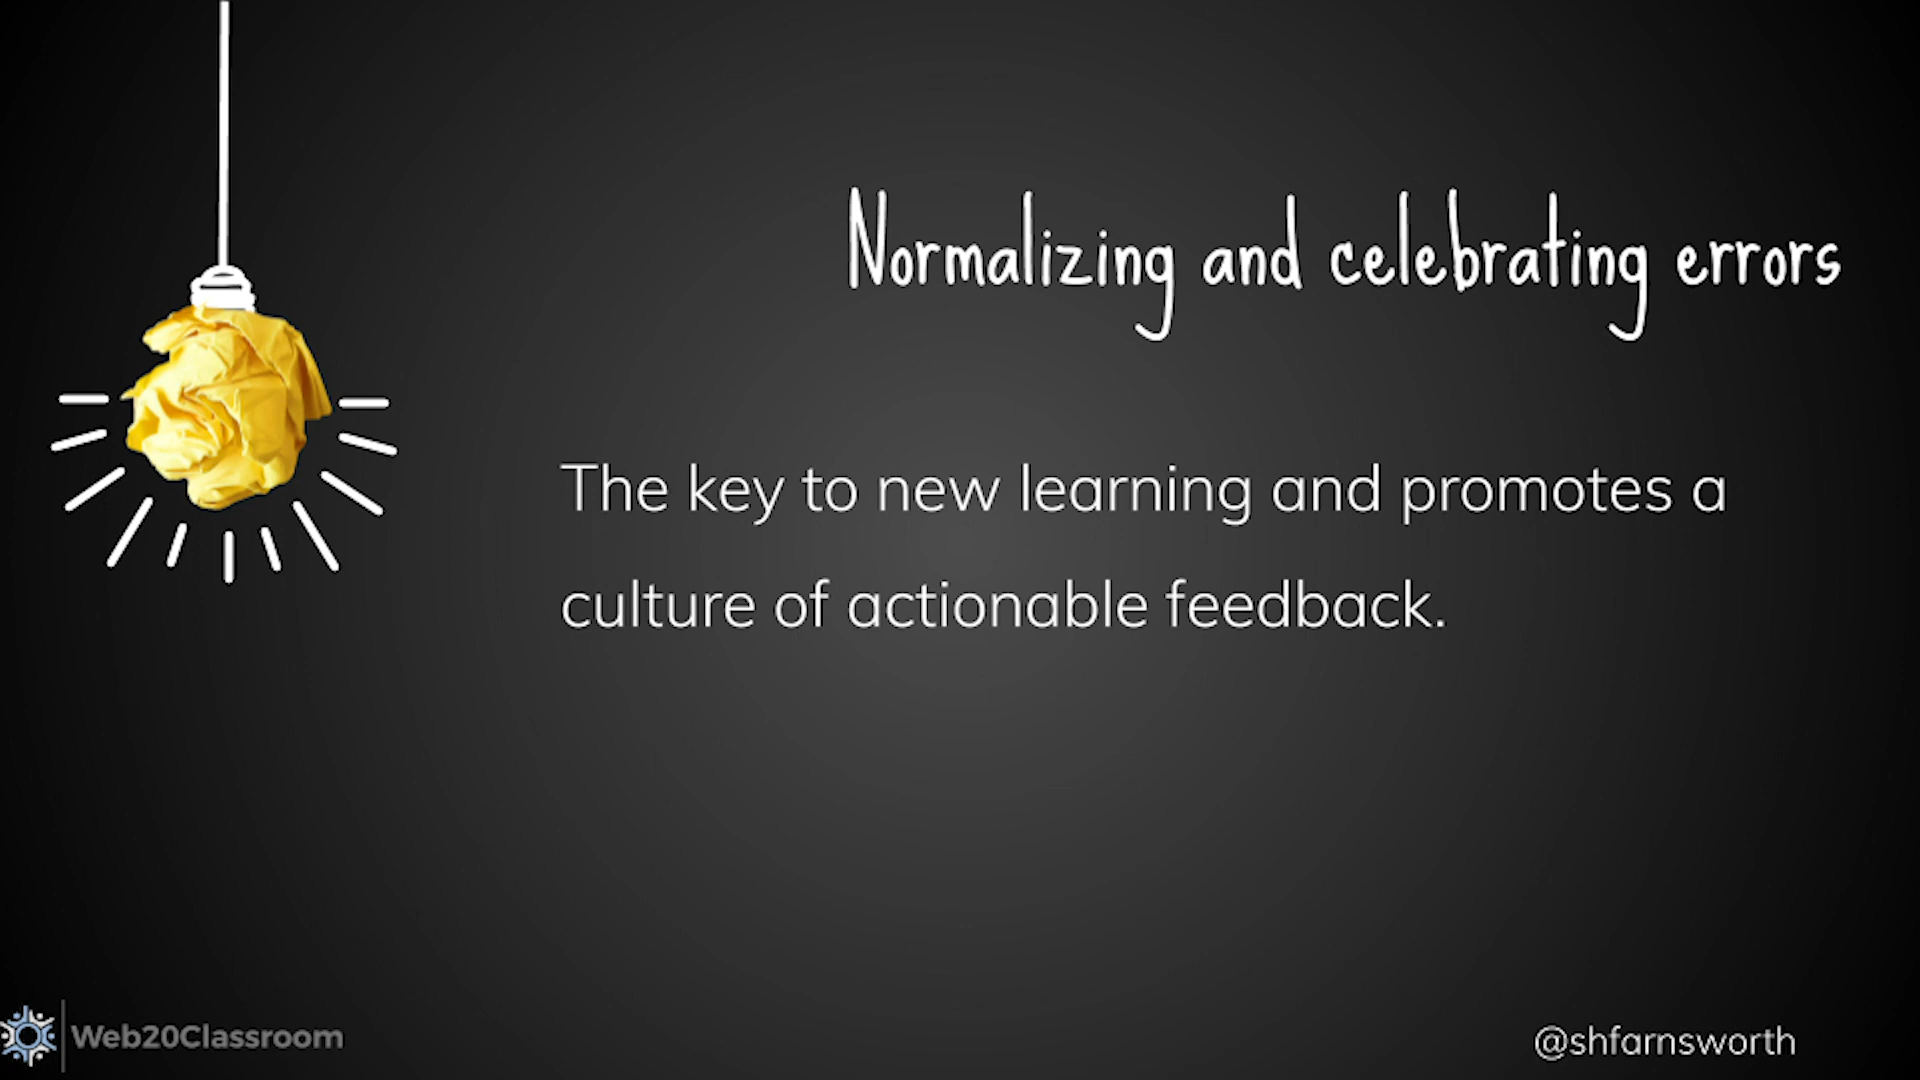 Normalizing and celebrating errors
The key to new learning and promotes a
culture of actionable feedback.
Web20Classroom
@shfarnsworth